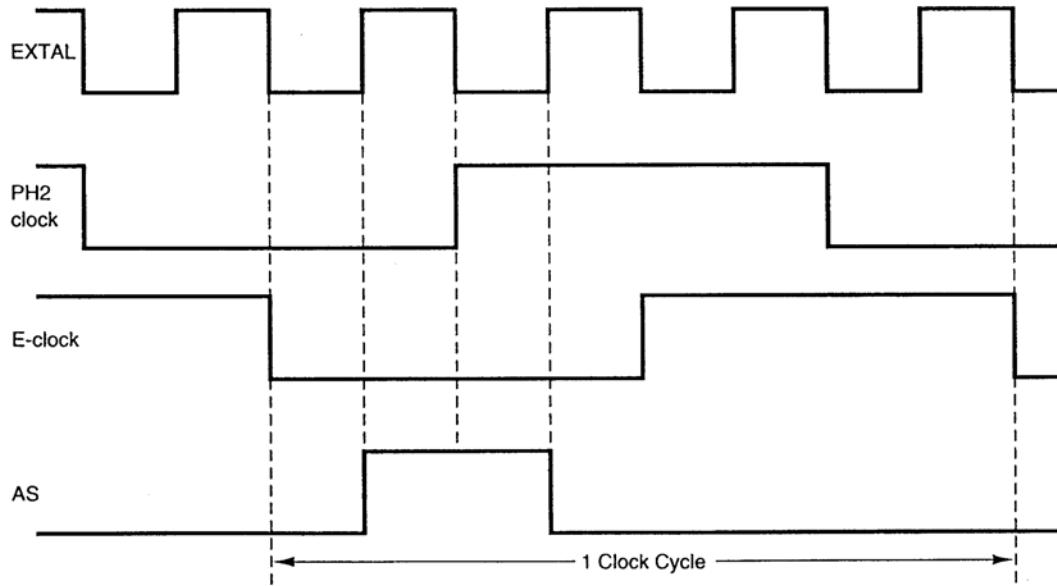 EXTAL
PH2
clock
E-clock
AS
1 Clock Cycle